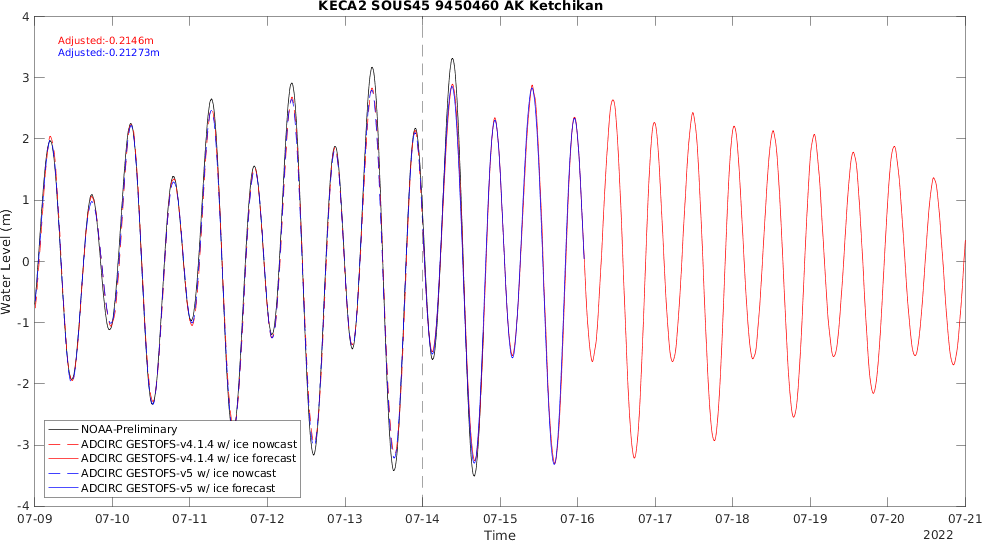 KECA2 SOUS45 9450460 AK Ketchikan
Adjusted:-0.2146m
Adjusted:-0.21273m
4
3
2
1
0
-1
-2
-3
-4
Water Level (m)
NOAA-Preliminary
ADCIRC GESTOFS-v4.1.4 w/ ice nowcast
ADCIRC GESTOFS-v4.1.4 w/ ice forecast
ADCIRC GESTOFS-v5 w/ ice nowcast
ADCIRC GESTOFS-v5 w/ ice forecast
07-09 07-10 07-11 07-12 07-13 07-14 07-15 07-16 07-17 07-18 07-19 07-20 07-21
Time
2022